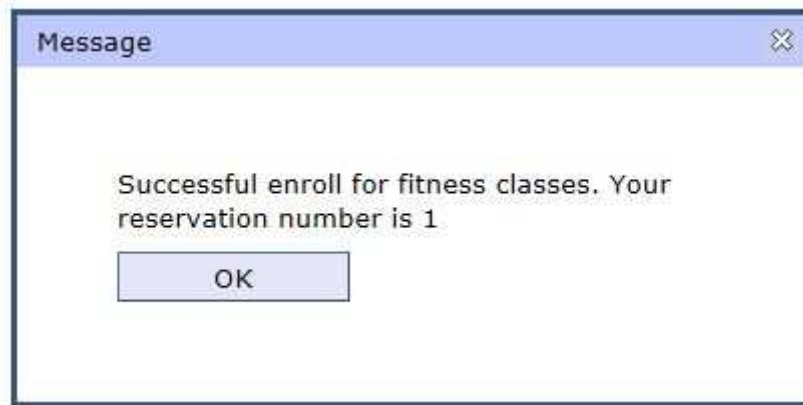 Message
Successful enroll for fitness classes. Your
reservation number is 1
OK